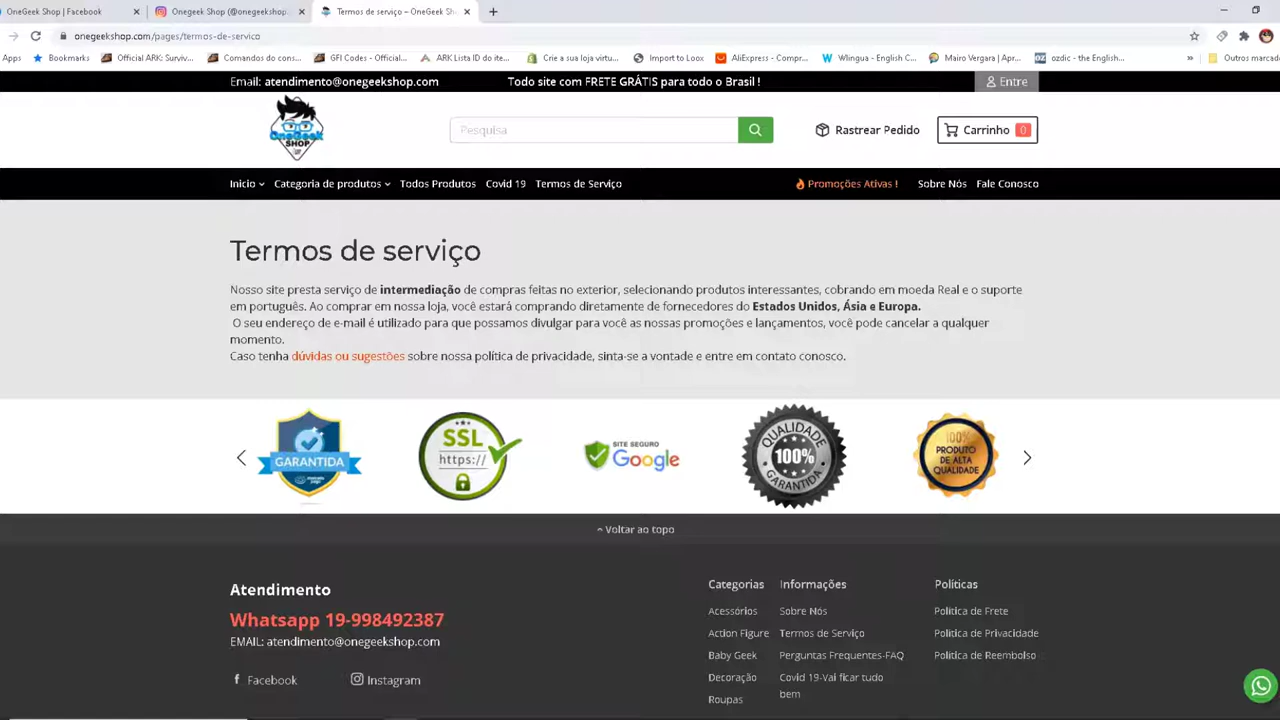 OneGeek Shop | Facebook
Onegeek Shop (@onegeekshop.
Termos de serviço – OneGeek Sh
onegeekshop.com/pages/termos-de-servico
Apps
Bookmarks
Official ARK: Surviv...
Comandos do cons...
GFI Codes - Official...
ARK Lista ID do ite...
Crie a sua loja virtu...
Import to Loox
AliExpress - Compr...
Wlingua - English C...
Mairo Vergara | Apr...
ozdic - the English...
»
Outros marcad
Email: atendimento@onegeekshop.com
Todo site com FRETE GRÁTIS para todo o Brasil !
Entre
OneGeek
SHOP
Pesquisa
Rastrear Pedido
Carrinho 0
Inicio
Categoria de produtos
Todos Produtos
Covid 19
Termos de Serviço
Promoções Ativas !
Sobre Nós
Fale Conosco
Termos de serviço
Nosso site presta serviço de intermediação de compras feitas no exterior, selecionando produtos interessantes, cobrando em moeda Real e o suporte
em português. Ao comprar em nossa loja, você estará comprando diretamente de fornecedores do Estados Unidos, Ásia e Europa.
O seu endereço de e-mail é utilizado para que possamos divulgar para você as nossas promoções e lançamentos, você pode cancelar a qualquer
momento.
Caso tenha dúvidas ou sugestões sobre nossa política de privacidade, sinta-se a vontade e entre em contato conosco.
GARANTIDA
SSL
https://
SITE SEGURO
Google
QUALIDADE
100%
GARANTIDA
100%
PRODUTO
DE ALTA
QUALIDADE
Voltar ao topo
Atendimento
Whatsapp 19-998492387
EMAIL: atendimento@onegeekshop.com
Facebook
Instagram
Categorias
Acessórios
Action Figure
Baby Geek
Decoração
Roupas
Informações
Sobre Nós
Termos de Serviço
Perguntas Frequentes-FAQ
Covid 19-Vai ficar tudo
bem
Políticas
Politica de Frete
Politica de Privacidade
Politica de Reembolso